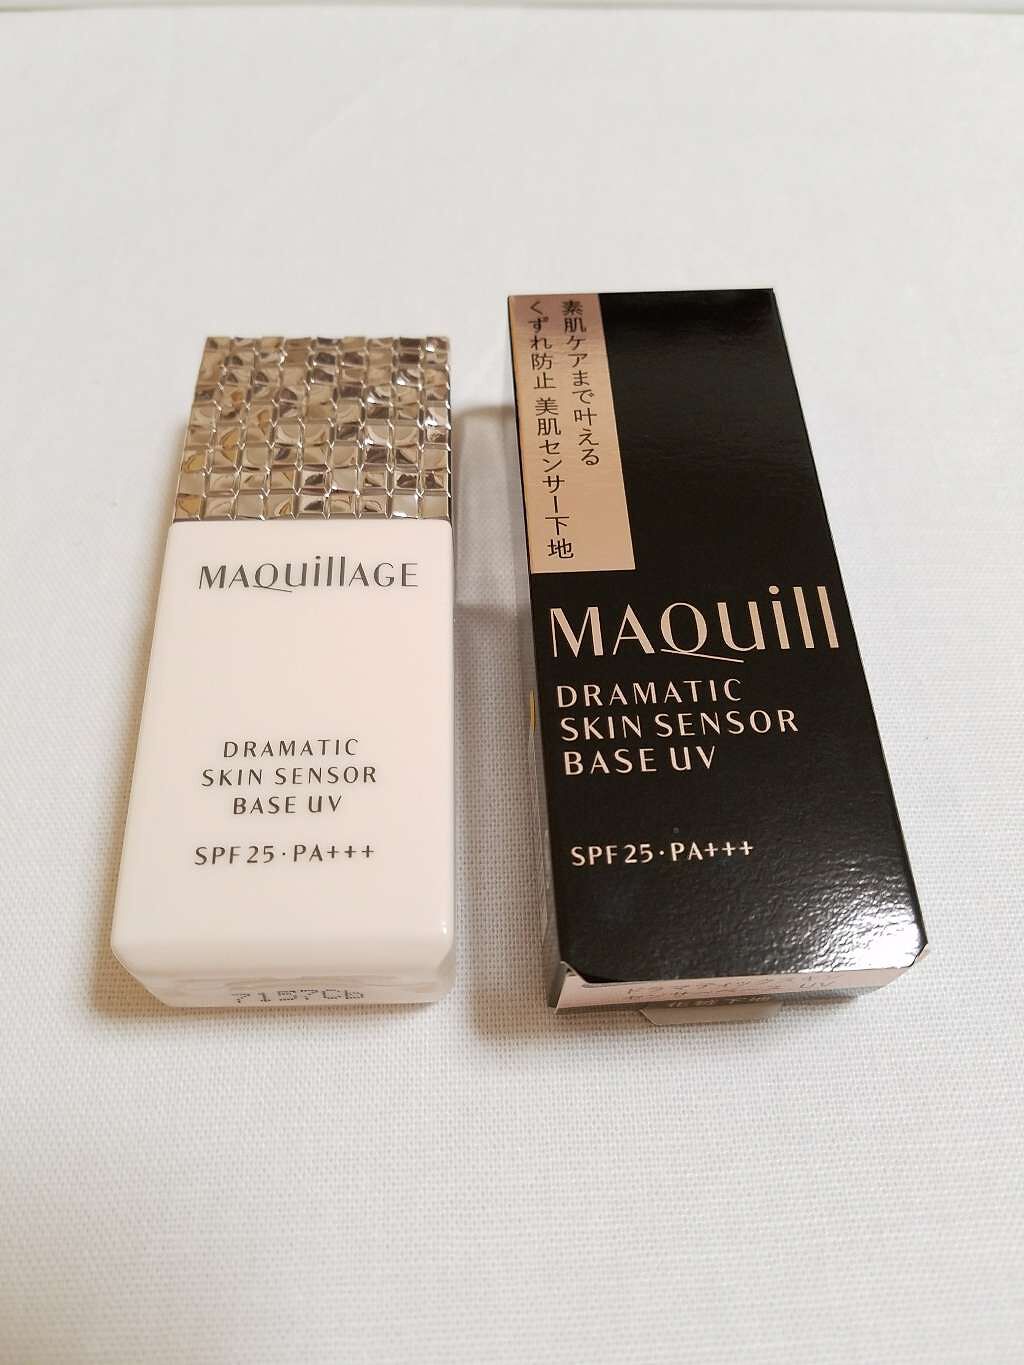 MAQuillAGE
DRAMATIC
SKIN SENSOR
BASE UV
SPF25・PA+++
素肌ケアまで叶える
くずれ防止 美肌センサー下地
MAQuill
DRAMATIC
SKIN SENSOR
BASE UV
SPF25・PA+++